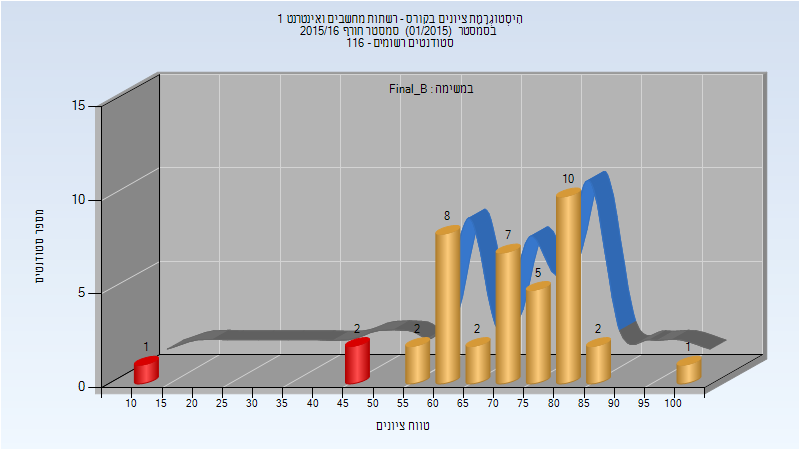 הִיסְטוֹגְרָמַת ציונים בקורס - רשתות מחשבים ואינטרנט 1
בסמסטר (01/2015) סמסטר חורף 2015/16
סטודנטים רשומים - 116
במשימה : Final_B
מספר סטודנטים
15
10
5
0
1
2
2
8
2
7
5
10
2
1
10 15 20 25 30 35 40 45 50 55 60 65 70 75 80 85 90 95 100
טווח ציונים